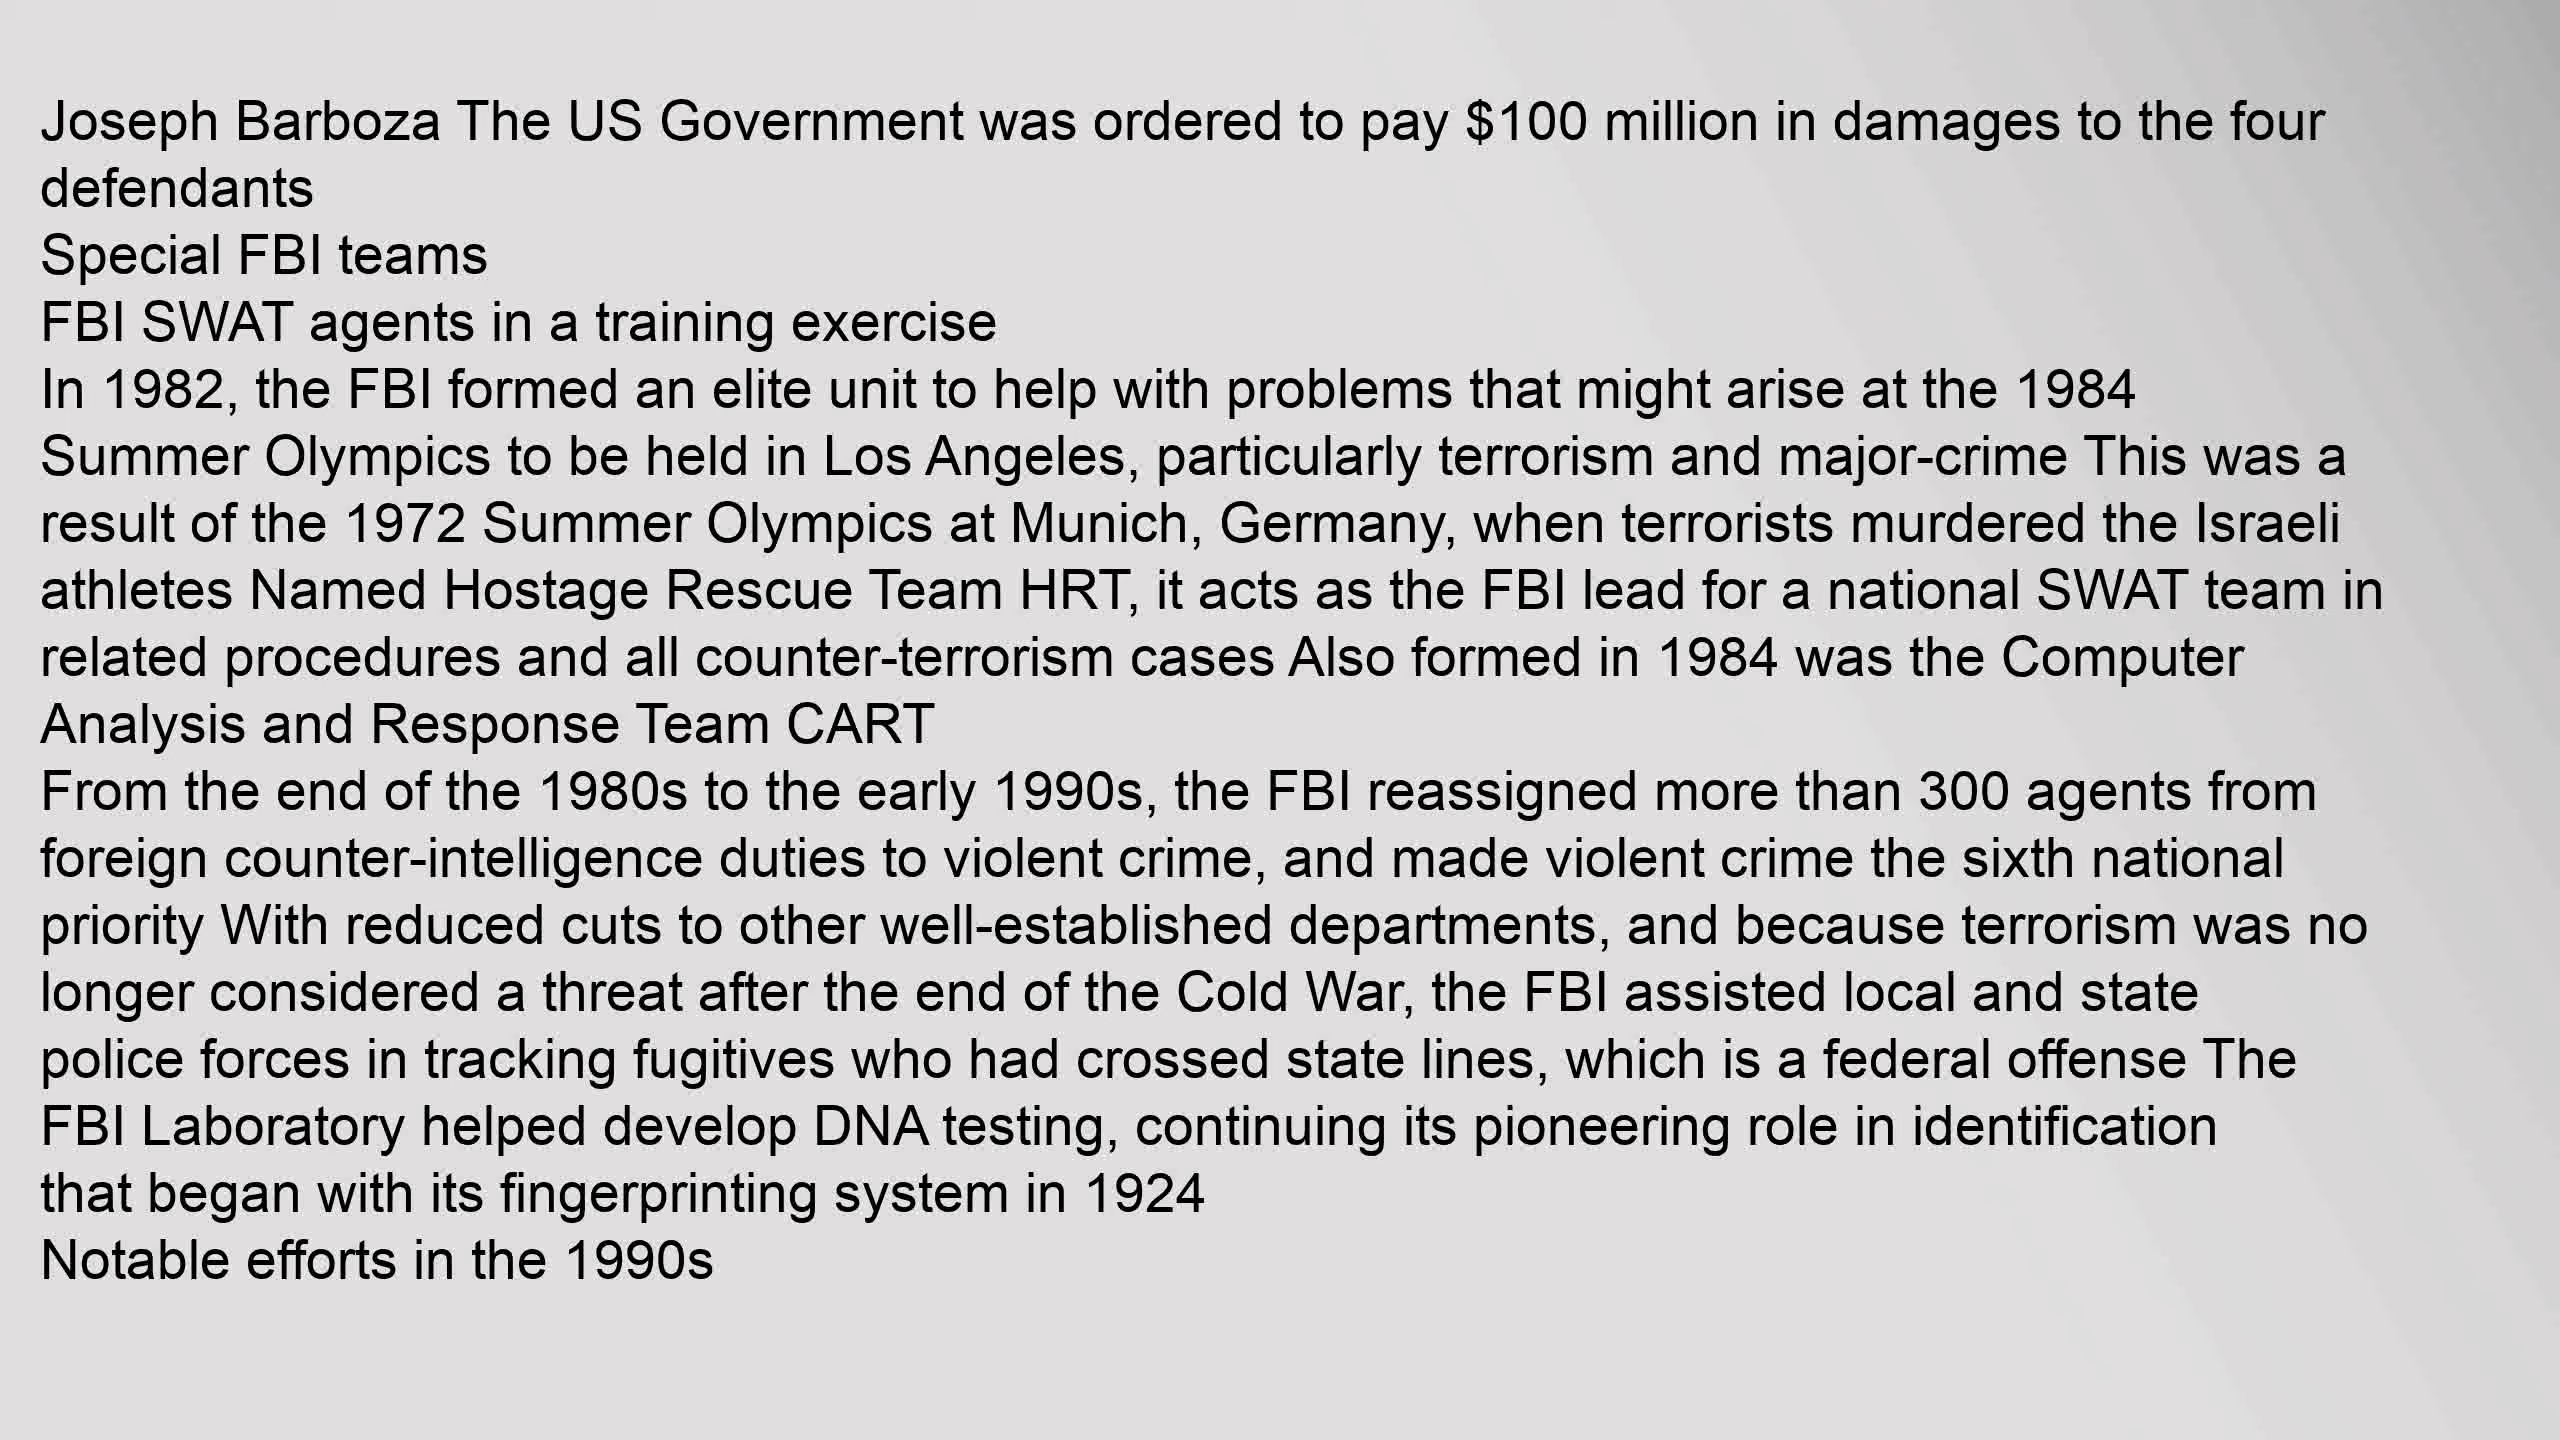 Joseph Barboza The US Government was ordered to pay $100 million in damages to the four
defendants
Special FBI teams
FBI SWAT agents in a training exercise
In 1982, the FBI formed an elite unit to help with problems that might arise at the 1984
Summer Olympics to be held in Los Angeles, particularly terrorism and major-crime This was a
result of the 1972 Summer Olympics at Munich, Germany, when terrorists murdered the Israeli
athletes Named Hostage Rescue Team HRT, it acts as the FBI lead for a national SWAT team in
related procedures and all counter-terrorism cases Also formed in 1984 was the Computer
Analysis and Response Team CART
From the end of the 1980s to the early 1990s, the FBI reassigned more than 300 agents from
foreign counter-intelligence duties to violent crime, and made violent crime the sixth national
priority With reduced cuts to other well-established departments, and because terrorism was no
longer considered a threat after the end of the Cold War, the FBI assisted local and state
police forces in tracking fugitives who had crossed state lines, which is a federal offense The
FBI Laboratory helped develop DNA testing, continuing its pioneering role in identification
that began with its fingerprinting system in 1924
Notable efforts in the 1990s